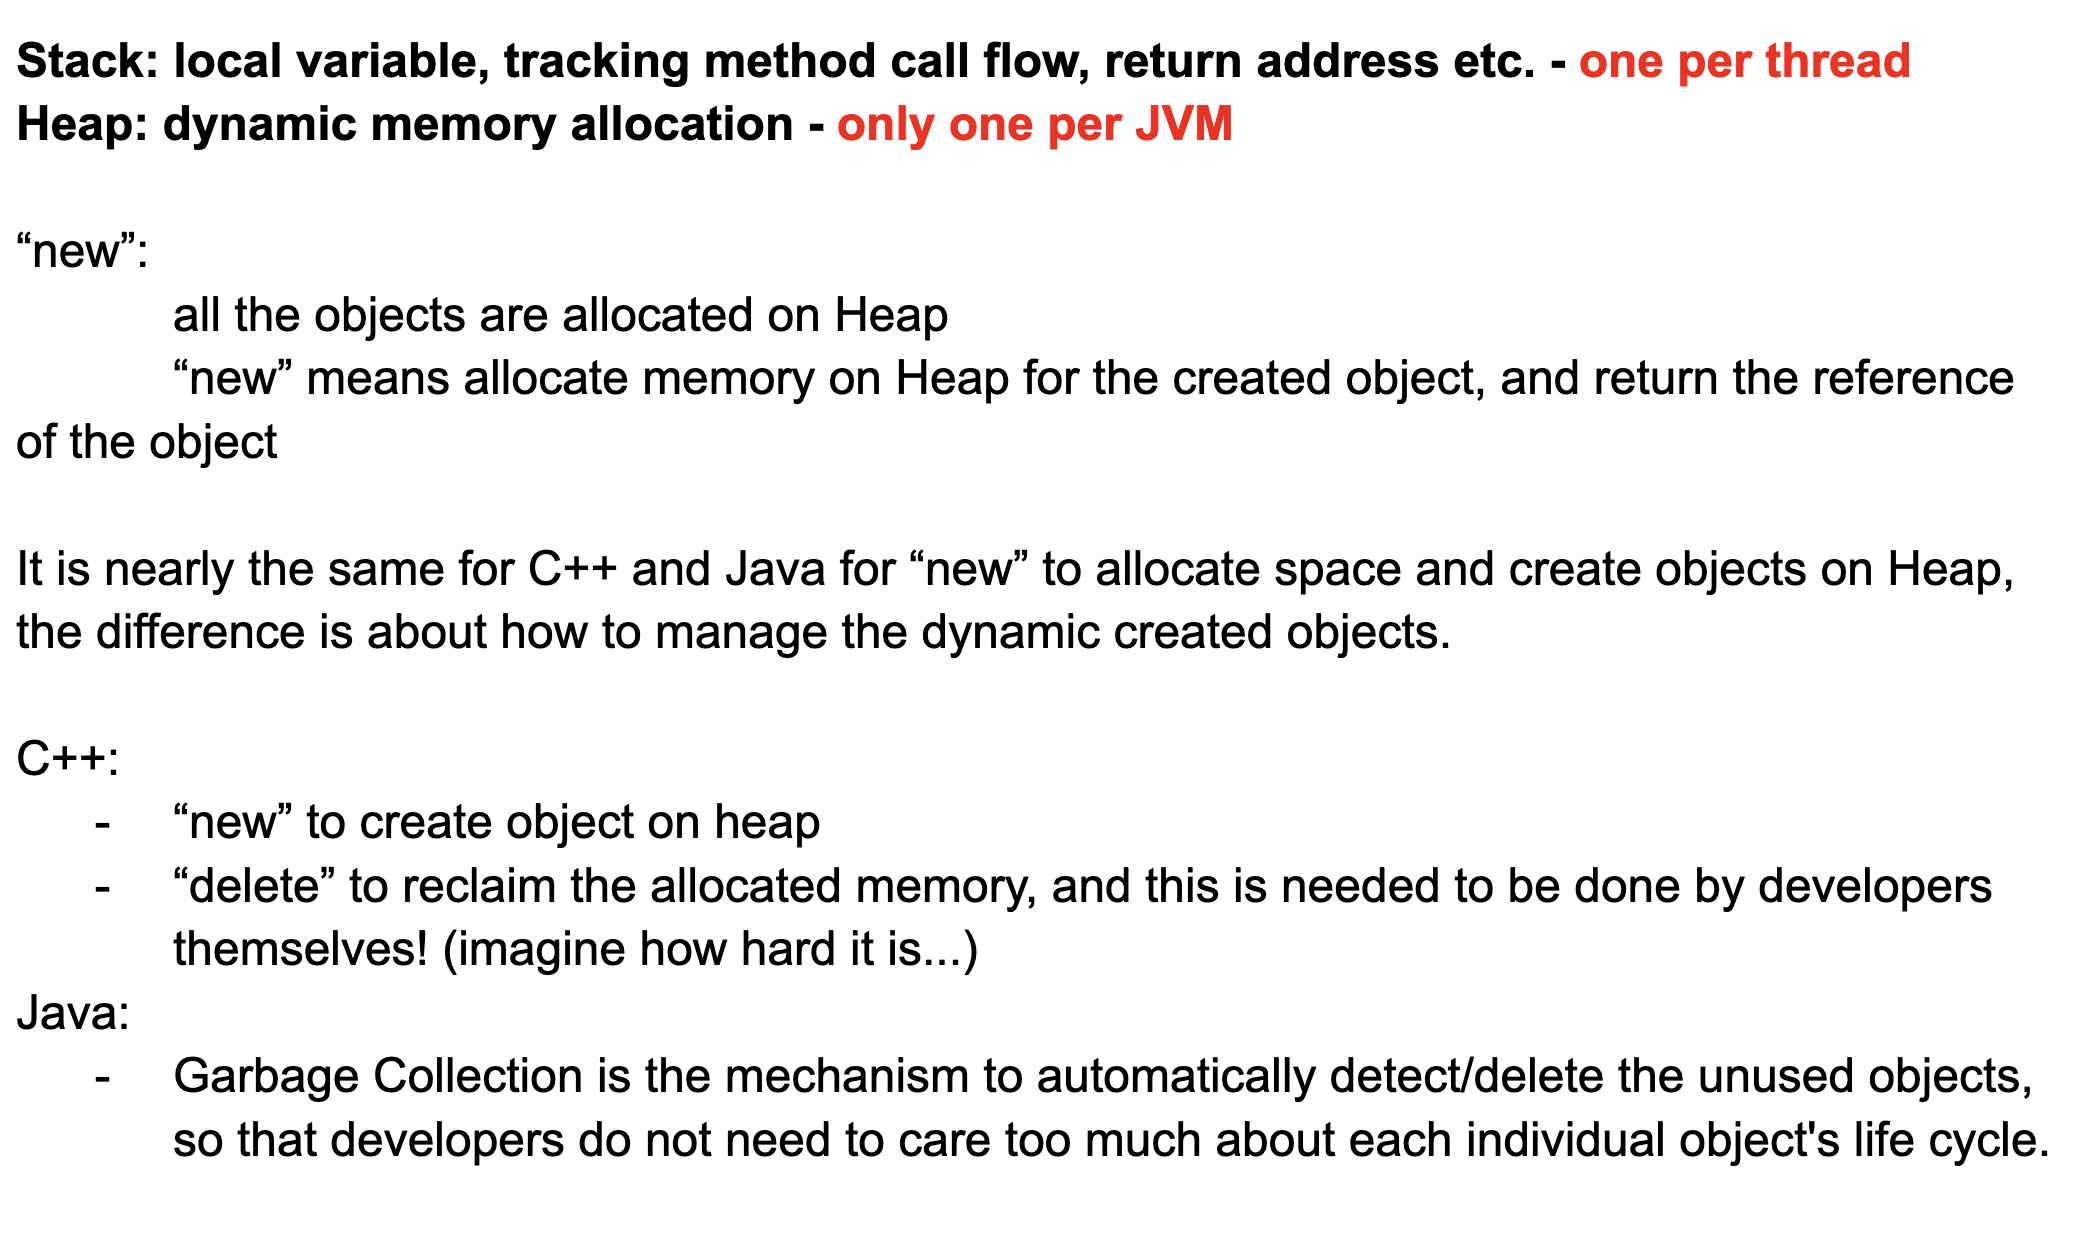 Stack: local variable, tracking method call flow, return address etc. - one per thread
Heap: dynamic memory allocation - only one per JVM
“new”:
all the objects are allocated on Heap
“new” means allocate memory on Heap for the created object, and return the reference
of the object
It is nearly the same for C++ and Java for “new” to allocate space and create objects on Heap,
the difference is about how to manage the dynamic created objects.
C++:
- “new” to create object on heap
- “delete” to reclaim the allocated memory, and this is needed to be done by developers
themselves! (imagine how hard it is...)
Java:
- Garbage Collection is the mechanism to automatically detect/delete the unused objects,
so that developers do not need to care too much about each individual object's life cycle.